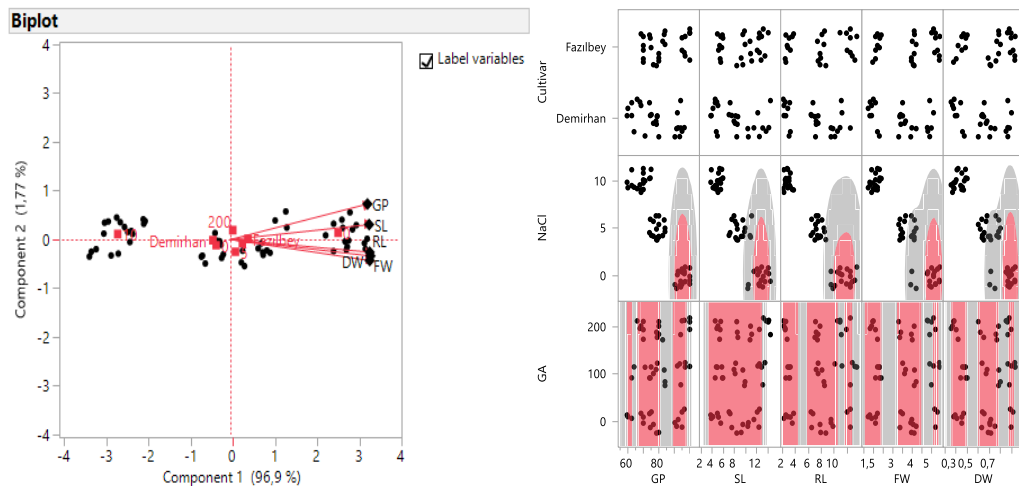 Biplot
Label variables
Component 2 (1,77 %)
4
3
2
1
0
-1
-2
-3
-4
GP
SL
RL
DW
FW
200
Demirhan
Fazılbey
-4
-3
-2
-1
0
1
2
3
4
Component 1 (96,9 %)
Cultivar
Fazılbey
Demirhan
NaCl
10
5
0
GA
200
100
0
60 80 2 4 6 8 12 2 4 6 8 10 1,5 3 4 5 0,3 0,5 0,7
GP SL RL FW DW